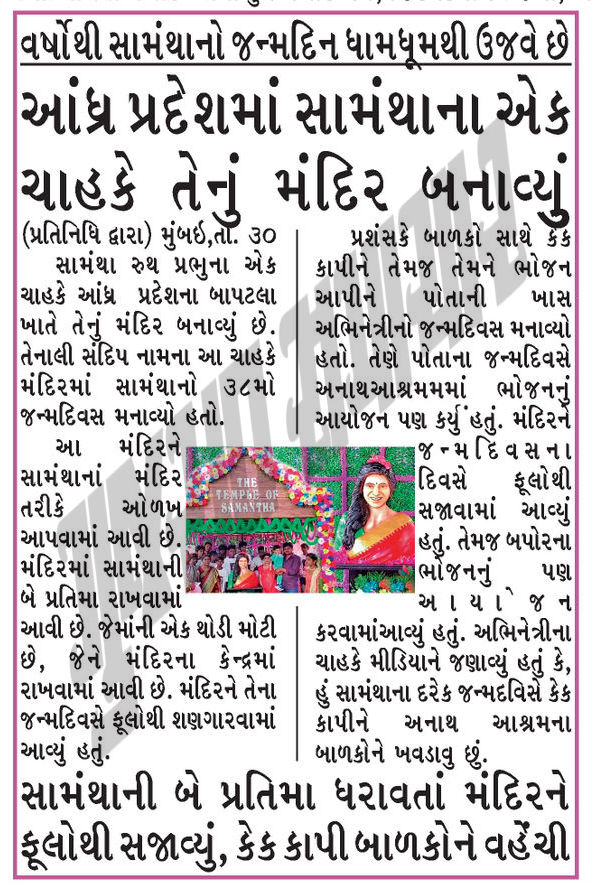 વર્ષોથી સામંથાનો જન્મદિન ધામધૂમથી ઉજવે છે
આંધ્ર પ્રદેશમાં સામંથાના એક
ચાહકે તેનું મંદિર બનાવ્યું
(પ્રતિનિધિ દ્વારા) મુંબઇ,તા. ૩૦
સામંથા રુથ પ્રભુના એક
ચાહકે આંધ્ર પ્રદેશના બાપટલા
ખાતે તેનું મંદિર બનાવ્યું છે.
તેનાલી સંદિપ નામના આ ચાહકે
મંદિરમાં સામંથાનો ૩૮મો
જન્મદિવસ મનાવ્યો હતો.
આ મંદિરને
સામંથાનાં મંદિર
તરીકે ઓળખ
આપવામાં આવી છે.
મંદિરમાં સામંથાની
બે પ્રતિમા રાખવામાં
આવી છે. જેમાંની એક થોડી મોટી
છે, જેને મંદિરના કેન્દ્રમાં
રાખવામાં આવી છે. મંદિરને તેના
જન્મદિવસે ફૂલોથી શણગારવામાં
આવ્યું હતું.
THE
TEMPLE OF
SAMANTHA
પ્રશંસકે બાળકો સાથે કેક
કાપીને તેમજ તેમને ભોજન
આપીને પોતાની ખાસ
અભિનેત્રીનો જન્મદિવસ મનાવ્યો
હતો. તેણે પોતાના જન્મદિવસે
અનાથઆશ્રમમમાં ભોજનનું
આયોજન પણ કર્યુ હતું. મંદિરને
જન્મદિવસના
દિવસે ફૂલોથી
સજાવામાં આવ્યું
હતું. તેમજ બપોરના
ભોજનનું પણ
આયોજન
કરવામાંઆવ્યું હતું. અભિનેત્રીના
ચાહકે મીડિયાને જણાવ્યું હતું કે,
હું સામંથાના દરેક જન્મદવિસે કેક
કાપીને અનાથ આશ્રમના
બાળકોને ખવડાવુ છું.
સામંથાની બે પ્રતિમા ધરાવતાં મંદિરને
ફૂલોથી સજાવ્યું, કેક કાપી બાળકોને વહેંચી